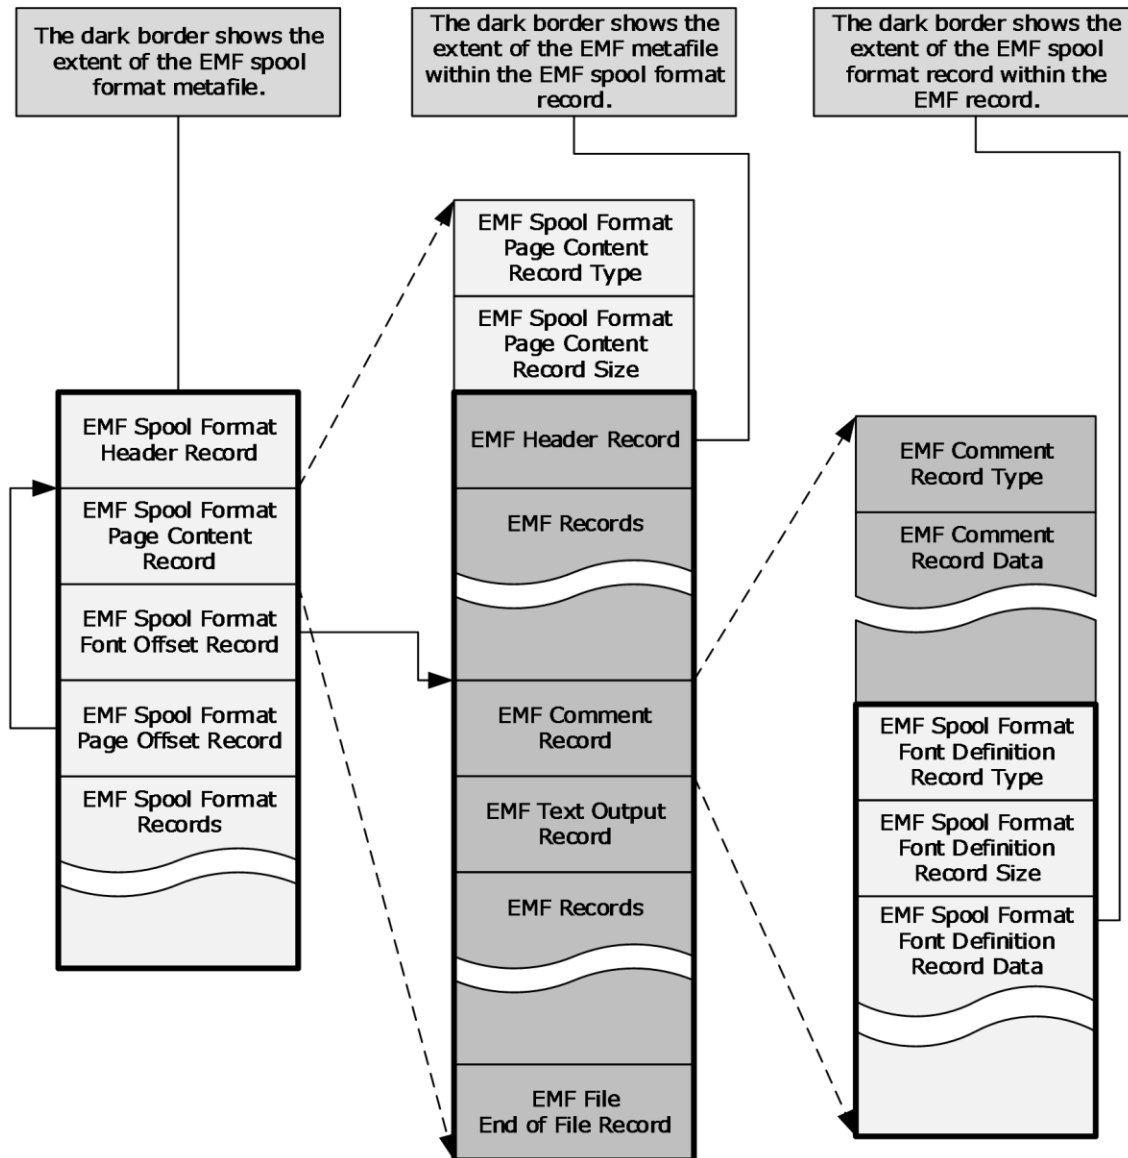 The dark border shows the
extent of the EMF spool
format metafile.
The dark border shows the
extent of the EMF metafile
within the EMF spool format
record.
The dark border shows the
extent of the EMF spool
format record within the
EMF record.
EMF Spool Format
Header Record
EMF Spool Format
Page Content
Record
EMF Spool Format
Font Offset Record
EMF Spool Format
Page Offset Record
EMF Spool Format
Records
EMF Spool Format
Page Content
Record Type
EMF Spool Format
Page Content
Record Size
EMF Header Record
EMF Records
EMF Comment
Record
EMF Text Output
Record
EMF Records
EMF File
End of File Record
EMF Comment
Record Type
EMF Comment
Record Data
EMF Spool Format
Font Definition
Record Type
EMF Spool Format
Font Definition
Record Size
EMF Spool Format
Font Definition
Record Data